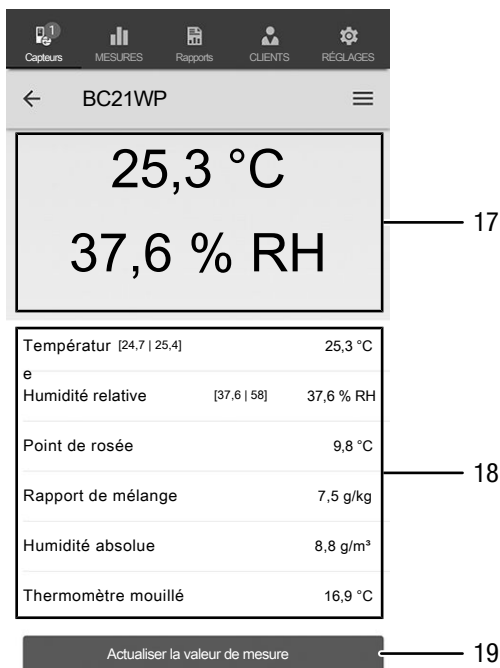 1
Capteurs MESURES Rapports CLIENTS RÉGLAGES
BC21WP
25,3 °C
37,6 % RH
17
Températur [24,7 | 25,4] 25,3 °C
e
Humidité relative [37,6 | 58] 37,6 % RH
Point de rosée 9,8 °C
18
Rapport de mélange 7,5 g/kg
Humidité absolue 8,8 g/m³
Thermomètre mouillé 16,9 °C
Actualiser la valeur de mesure
19